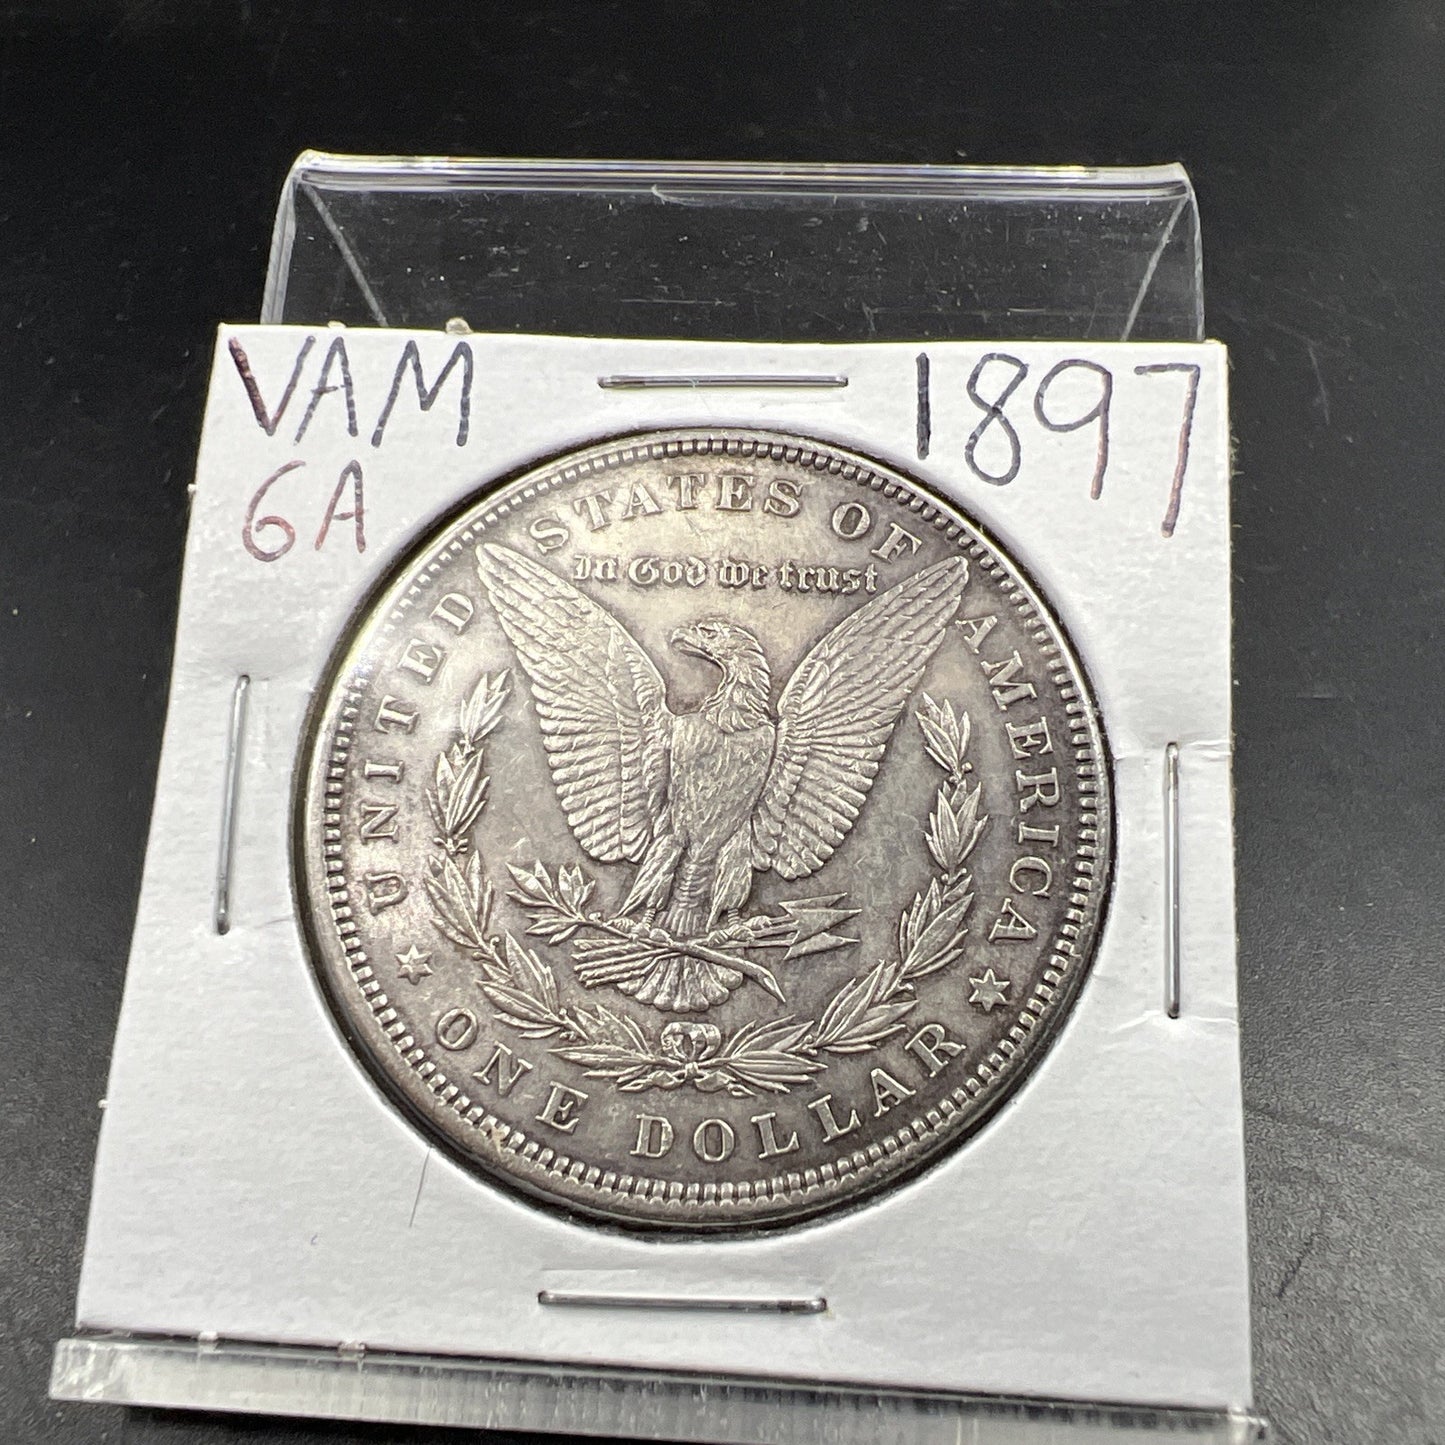 VAM 1897
6A
UNITED STATES OF AMERICA
In God we trust
ONE DOLLAR